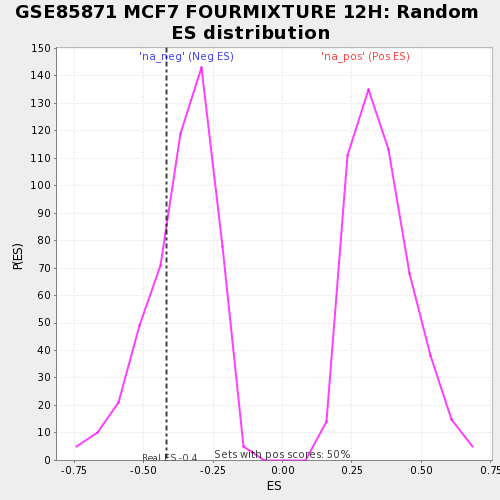 GSE85871 MCF7 FOURMIXTURE 12H: Random
ES distribution
'na_neg' (Neg ES)
'na_pos' (Pos ES)
P(ES)
150
140
130
120
110
100
90
80
70
60
50
40
30
20
10
0
Real ES -0.4
Sets with pos scores: 50%
-0.75
-0.50
-0.25
0.00
0.25
0.50
0.75
ES